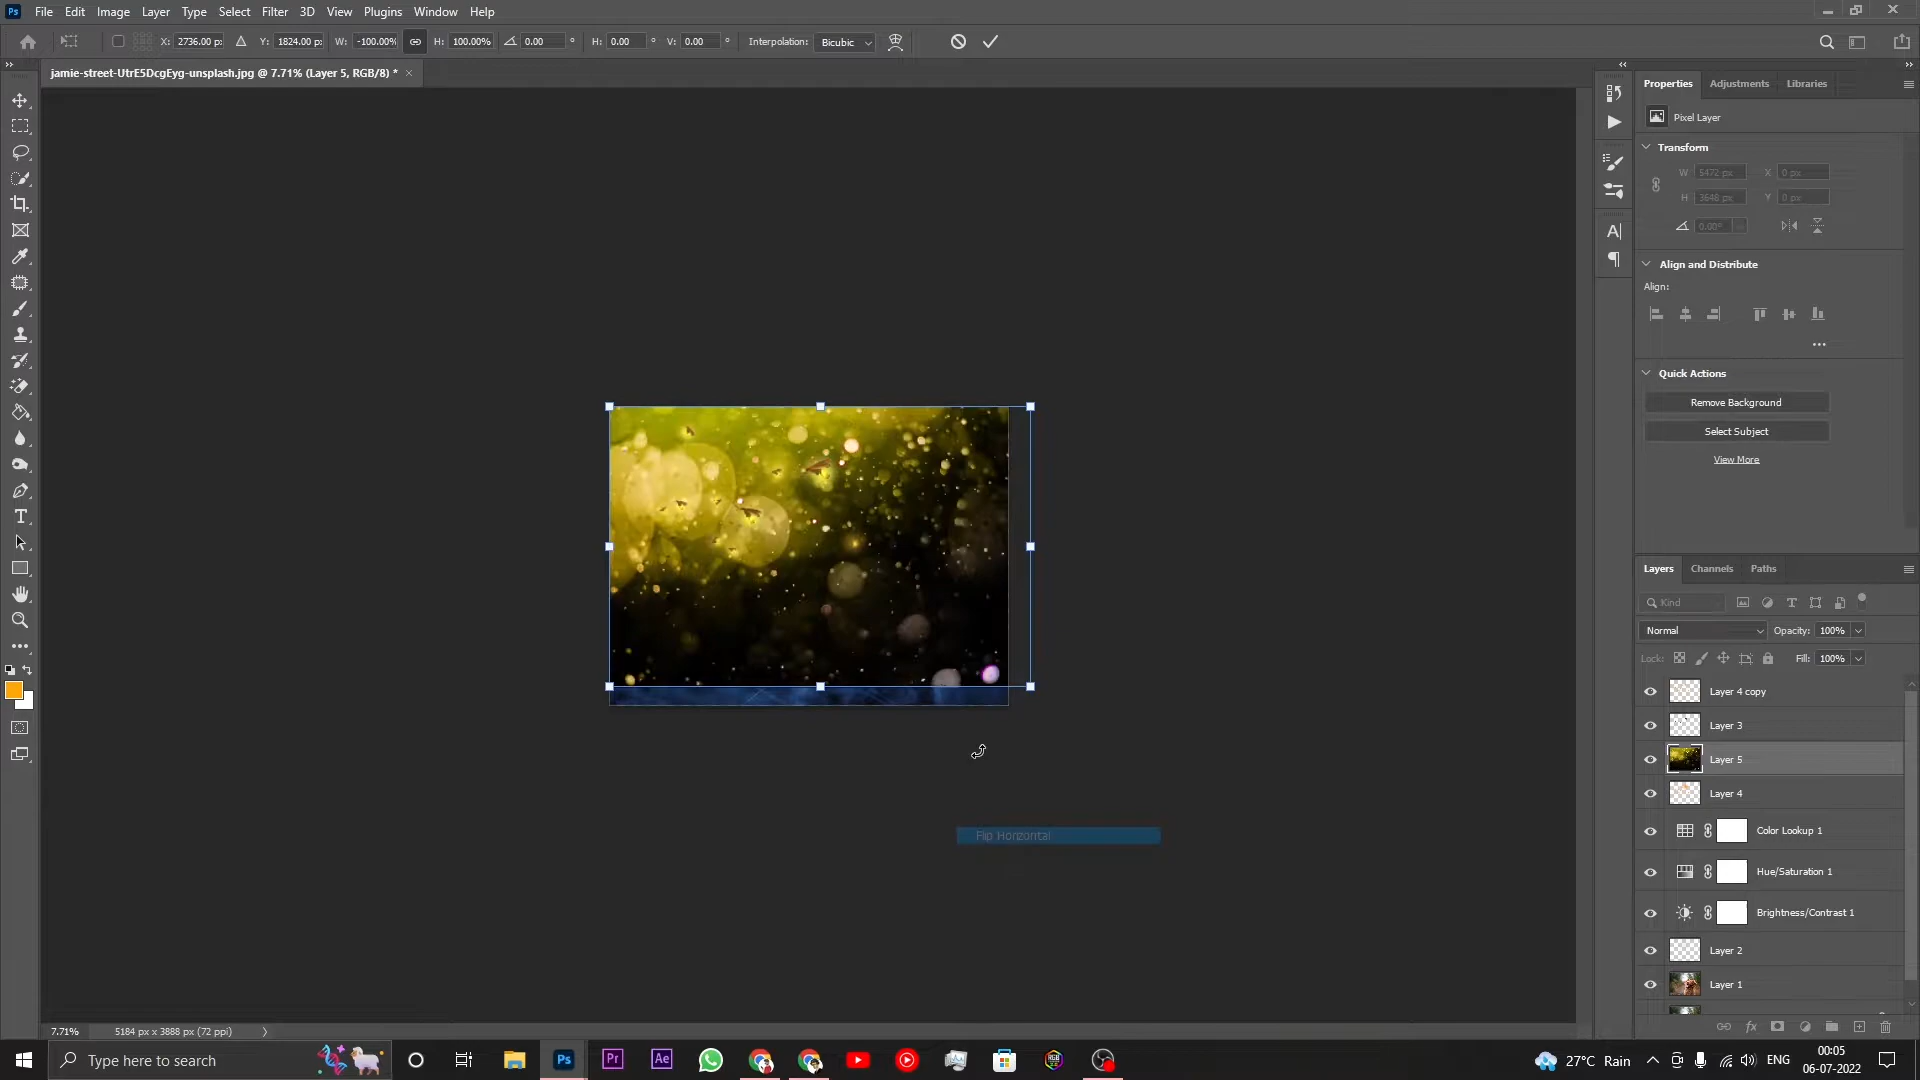 Ps File Edit Image Layer Type Select Filter 3D View Plugins Window Help
X: 2736.00 px Y: 1824.00 px W: -100.00% H: 100.00% 0.00 ° H: 0.00 ° V: 0.00 ° Interpolation: Bicubic
jamie-street-UtrE5DcgEyg-unsplash.jpg @ 7.71% (Layer 5, RGB/8) * ×
Properties Adjustments Libraries
Pixel Layer
Transform
W 5472 px X 0 px
H 3648 px Y 0 px
0.00°
Align and Distribute
Align:
Quick Actions
Remove Background
Select Subject
View More
Layers Channels Paths
Kind
Normal Opacity: 100%
Lock: Fill: 100%
Layer 4 copy
Layer 3
Layer 5
Layer 4
Color Lookup 1
Hue/Saturation 1
Brightness/Contrast 1
Layer 2
Layer 1
Flip Horizontal
7.71% 5184 px x 3888 px (72 ppi)
Type here to search
Ps Pr Ae
27°C Rain ENG
00:05
06-07-2022